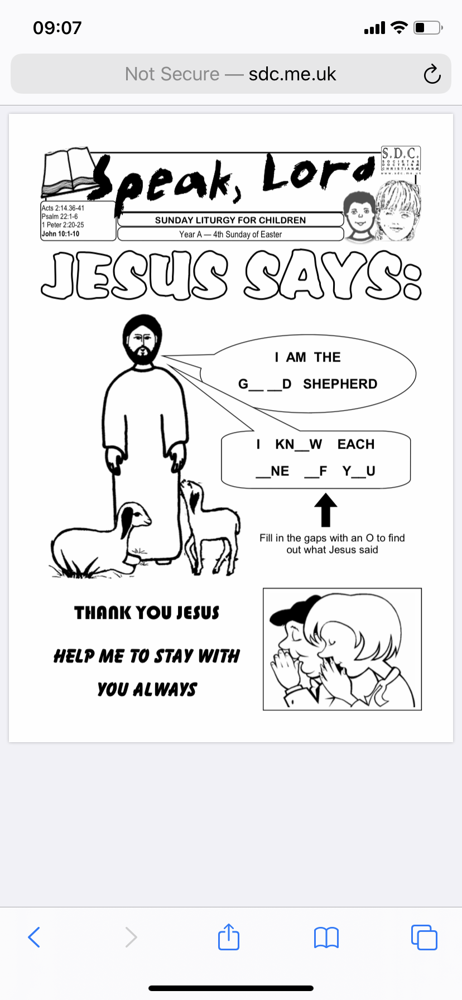 09:07
Not Secure — sdc.me.uk
Speak, Lord
S.D.C.
SOCIETAS
DOCTRINÆ
CHRISTIANÆ
www.sdc.me.uk
Acts 2:14.36-41
Psalm 22:1-6
1 Peter 2:20-25
John 10:1-10
SUNDAY LITURGY FOR CHILDREN
Year A — 4th Sunday of Easter
JESUS SAYS:
I AM THE
G__ __D SHEPHERD
I KN__W EACH
__NE __F Y__U
Fill in the gaps with an O to find
out what Jesus said
THANK YOU JESUS
HELP ME TO STAY WITH
YOU ALWAYS